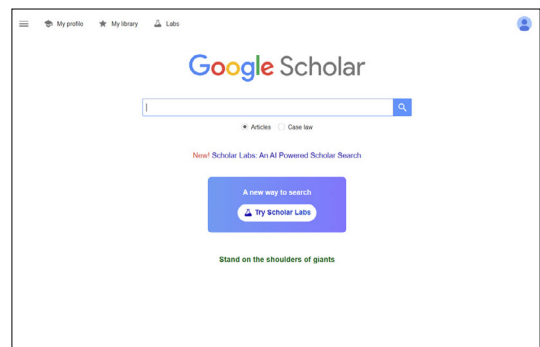 My profile My library Labs
Google Scholar
Articles Case law
New! Scholar Labs: An AI Powered Scholar Search
A new way to search
Try Scholar Labs
Stand on the shoulders of giants